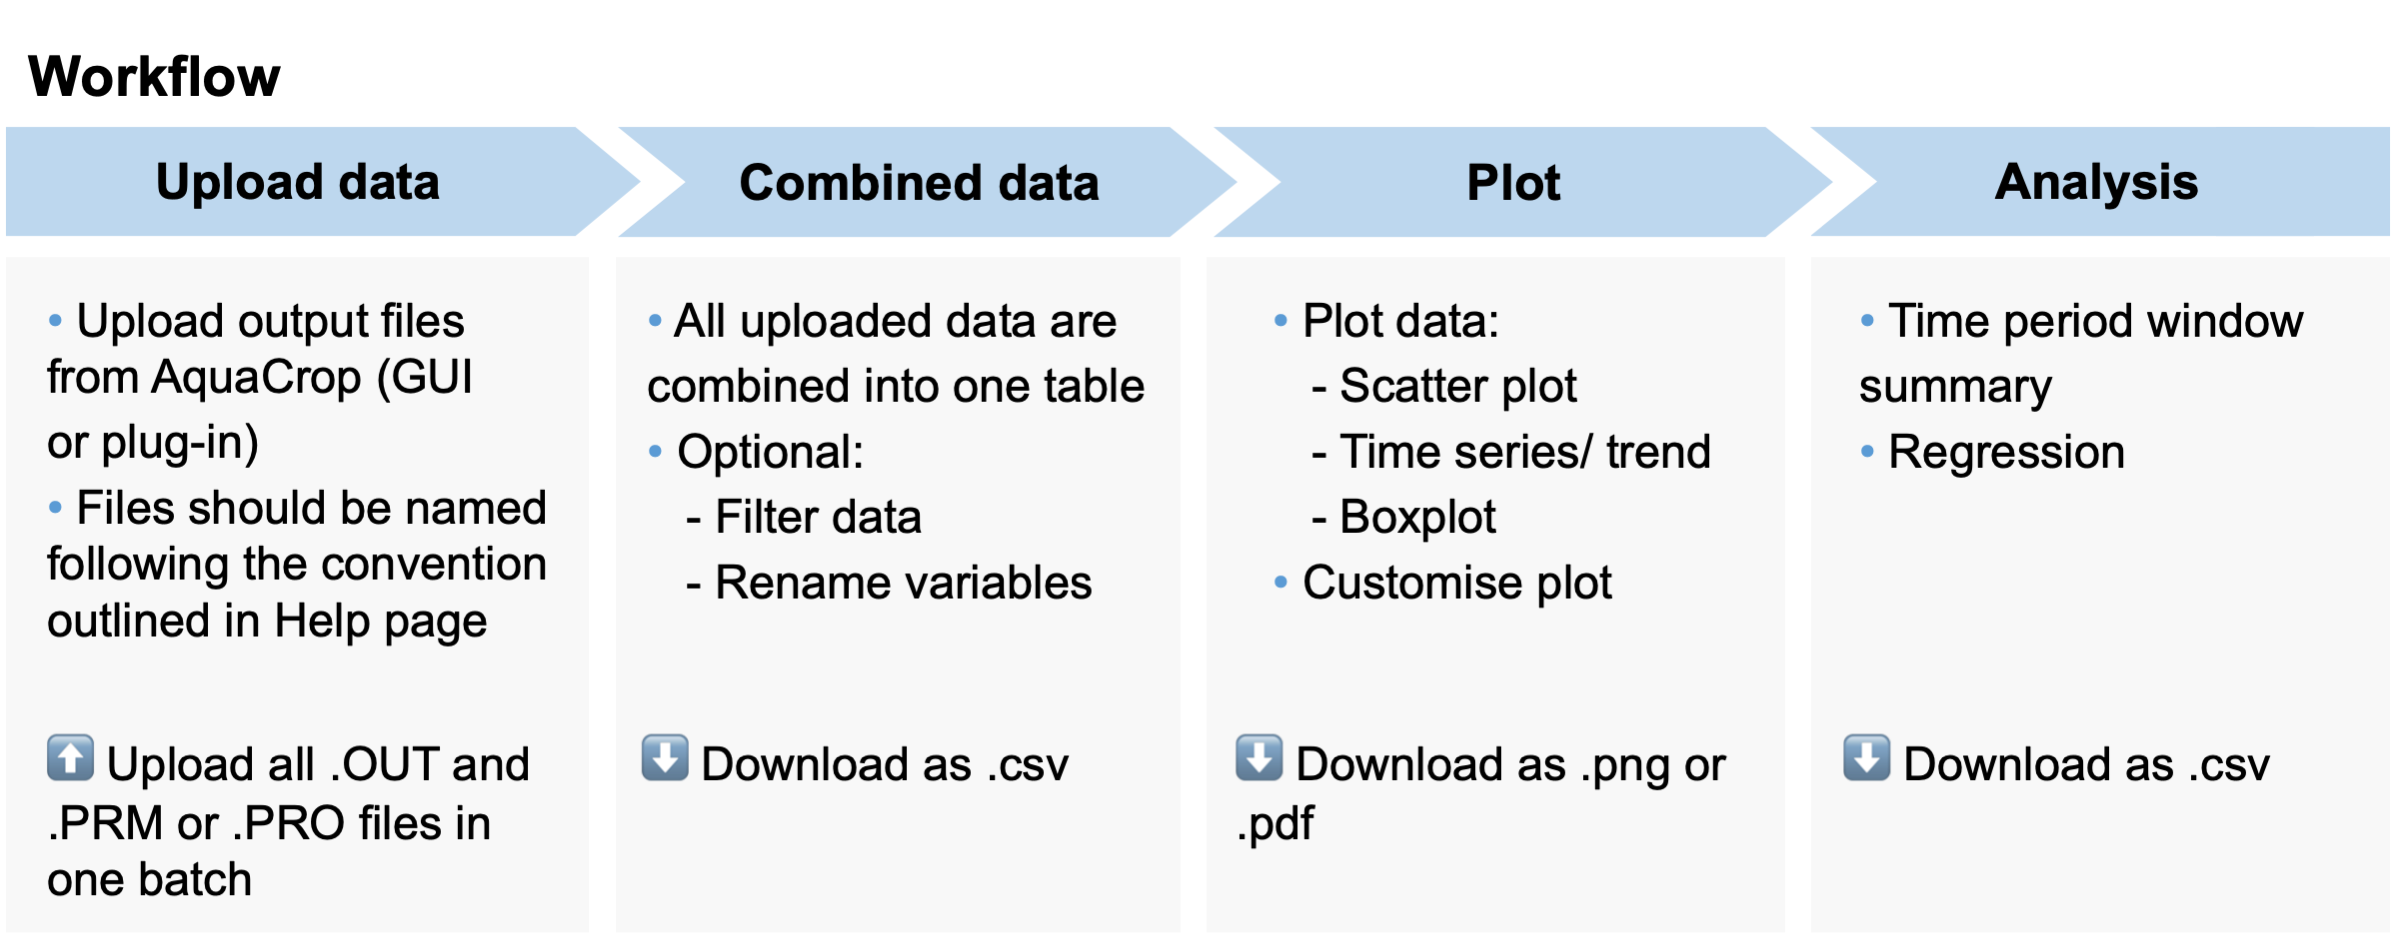 Workflow
Upload data
Combined data
Plot
Analysis
• Upload output files
from AquaCrop (GUI
or plug-in)
• Files should be named
following the convention
outlined in Help page
Upload all .OUT and
.PRM or .PRO files in
one batch
• All uploaded data are
combined into one table
• Optional:
- Filter data
- Rename variables
Download as .csv
• Plot data:
- Scatter plot
- Time series/ trend
- Boxplot
• Customise plot
Download as .png or
.pdf
• Time period window
summary
• Regression
Download as .csv